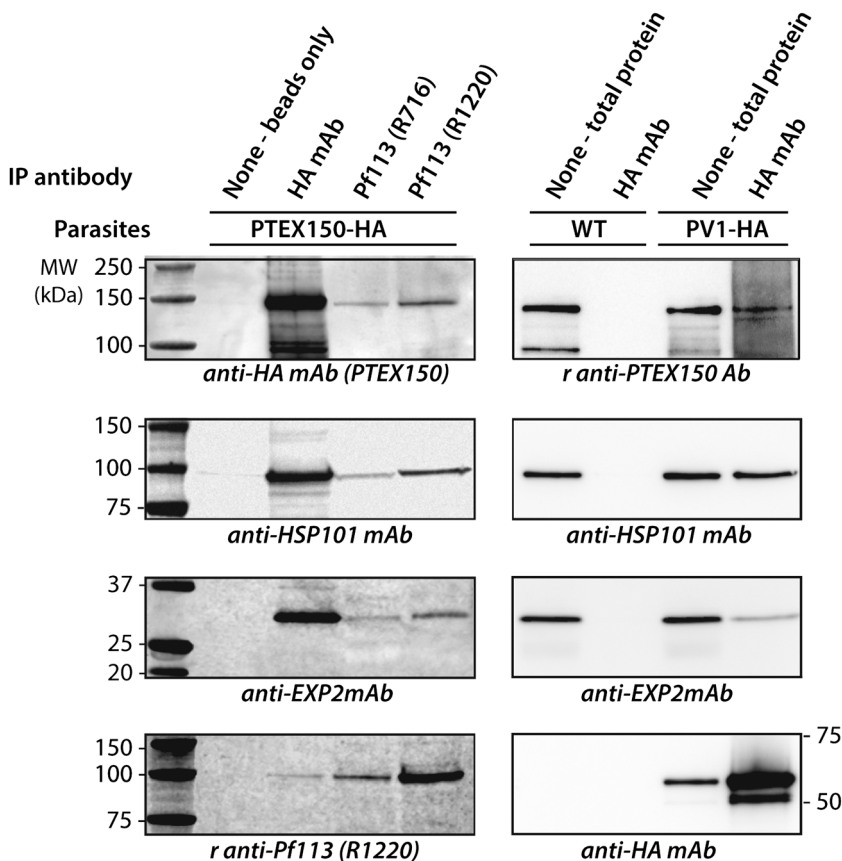 None - beads only
HA mAb
Pf113 (R716)
Pf113 (R1220)
None - total protein
HA mAb
None - total protein
HA mAb
IP antibody
Parasites
PTEX150-HA
WT
PV1-HA
MW
(kDa)
250
150
100
anti-HA mAb (PTEX150)
r anti-PTEX150 Ab
150
100
75
anti-HSP101 mAb
anti-HSP101 mAb
37
25
20
anti-EXP2mAb
anti-EXP2mAb
150
100
75
75
50
r anti-Pf113 (R1220)
anti-HA mAb